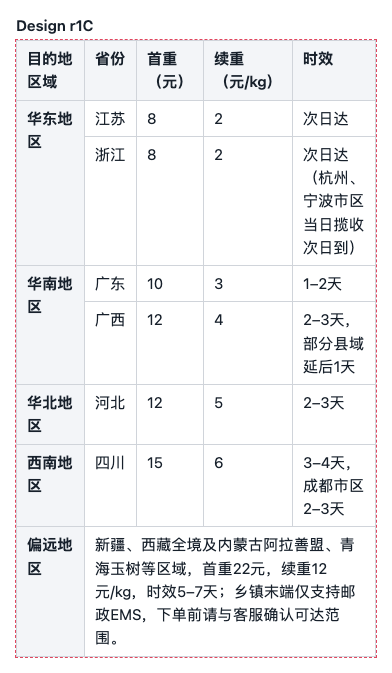 Design r1C
目的地区域 省份 首重（元） 续重（元/kg） 时效
华东地区 江苏 8 2 次日达
浙江 8 2 次日达（杭州、宁波市区当日揽收次日到）
华南地区 广东 10 3 1–2天
广西 12 4 2–3天，部分县域延后1天
华北地区 河北 12 5 2–3天
西南地区 四川 15 6 3–4天，成都市区2–3天
偏远地区 新疆、西藏全境及内蒙古阿拉善盟、青海玉树等区域，首重22元，续重12元/kg，时效5–7天；乡镇末端仅支持邮政EMS，下单前请与客服确认可达范围。